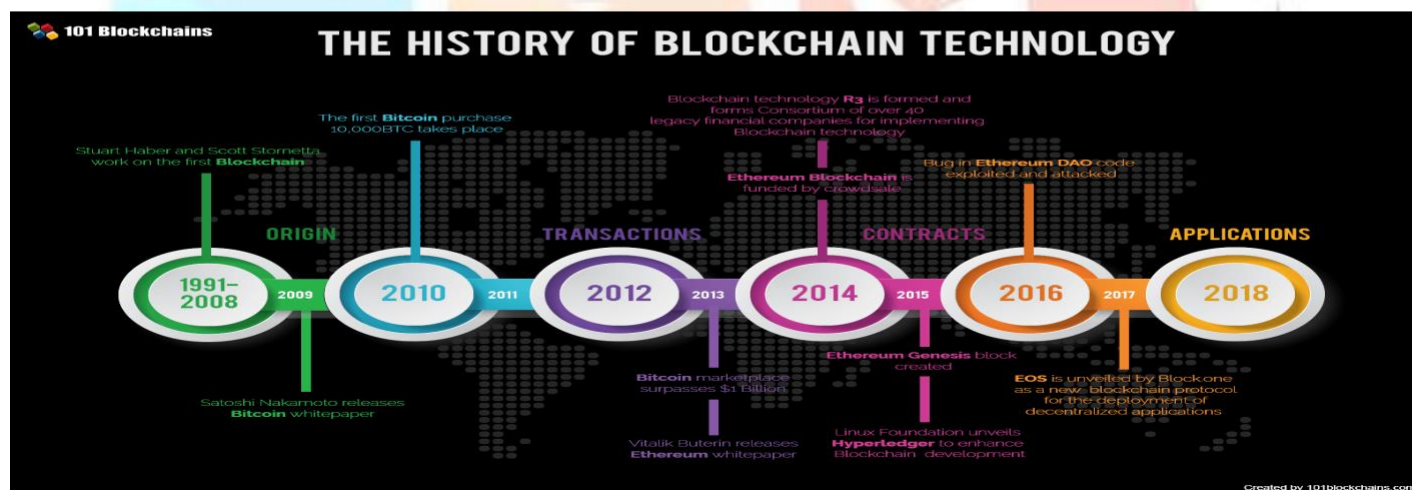 101 Blockchains
THE HISTORY OF BLOCKCHAIN TECHNOLOGY
Blockchain technology R3 is formed and
forms Consortium of over 40
legacy financial companies for implementing
Blockchain technology
The first Bitcoin purchase
10,000BTC takes place
Stuart Haber and Scott Stornetta
work on the first Blockchain
Ethereum Blockchain is
funded by crowdsale
Bug in Ethereum DAO code
exploited and attacked
ORIGIN
TRANSACTIONS
CONTRACTS
APPLICATIONS
1991-
2008
2009
2010
2011
2012
2013
2014
2015
2016
2017
2018
Satoshi Nakamoto releases
Bitcoin whitepaper
Bitcoin marketplace
surpasses $1 Billion
Vitalik Buterin releases
Ethereum whitepaper
Ethereum Genesis block
created
Linux Foundation unveils
Hyperledger to enhance
Blockchain development
EOS is unveiled by Block.one
as a new blockchain protocol
for the deployment of
decentralized applications
Created by 101blockchains.com